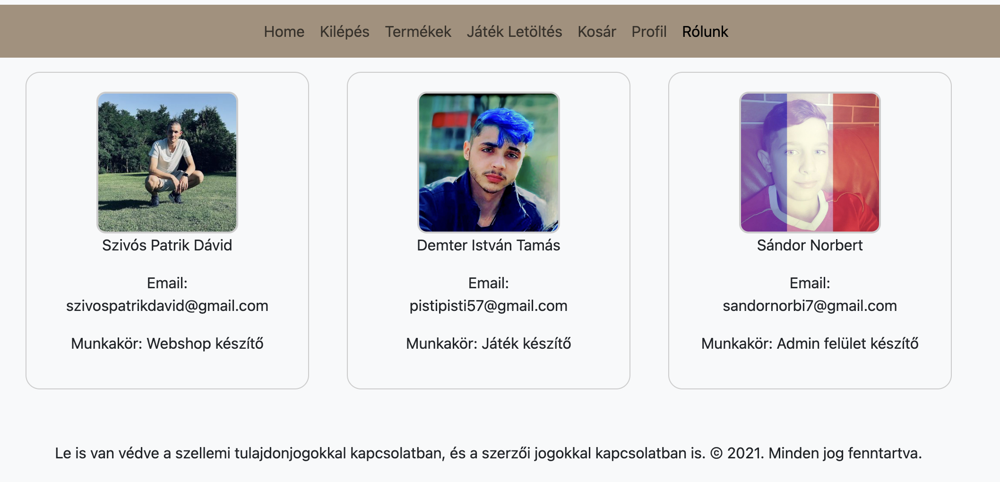 Home Kilépés Termékek Játék Letöltés Kosár Profil Rólunk
Szivós Patrik Dávid
Email:
szivospatrikdavid@gmail.com
Munkakör: Webshop készítő
Demter István Tamás
Email:
pistipisti57@gmail.com
Munkakör: Játék készítő
Sándor Norbert
Email:
sandornorbi7@gmail.com
Munkakör: Admin felület készítő
Le is van védve a szellemi tulajdonjogokkal kapcsolatban, és a szerzői jogokkal kapcsolatban is. © 2021. Minden jog fenntartva.